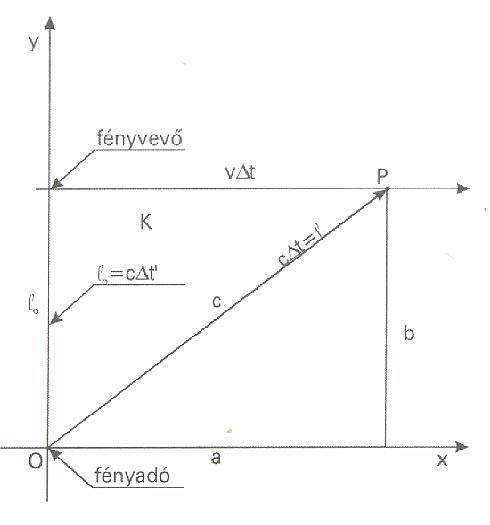 y
fényvevő
vΔt
P
K
cΔt=ℓ
ℓ₀=cΔt'
ℓ₀
c
b
O
a
x
fényadó